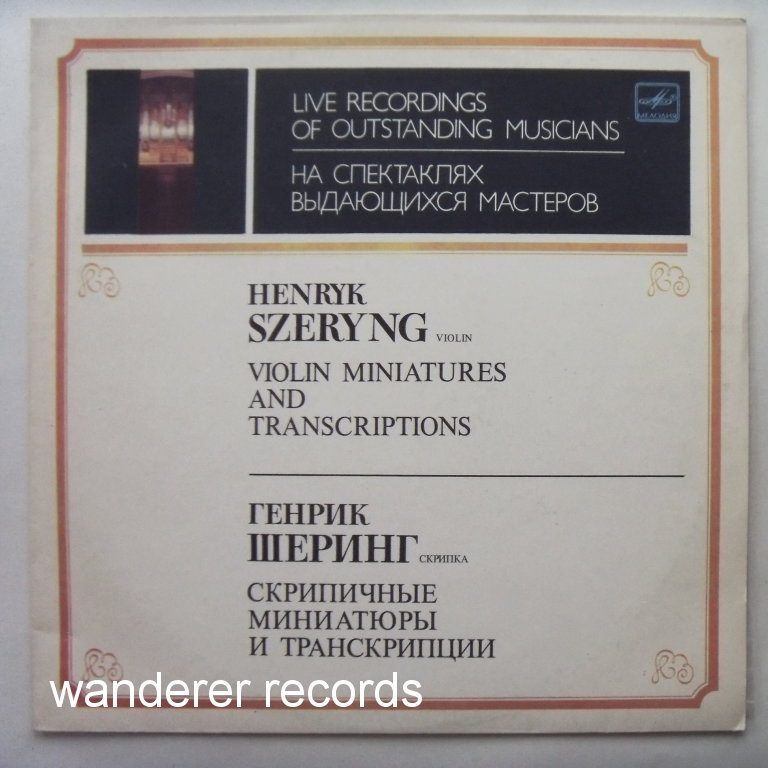 LIVE RECORDINGS
OF OUTSTANDING MUSICIANS
МЕЛОДИЯ
НА СПЕКТАКЛЯХ
ВЫДАЮЩИХСЯ МАСТЕРОВ
HENRYK
SZERYNG VIOLIN
VIOLIN MINIATURES
AND
TRANSCRIPTIONS
ГЕНРИК
ШЕРИНГ СКРИПКА
СКРИПИЧНЫЕ
МИНИАТЮРЫ
И ТРАНСКРИПЦИИ
wanderer records